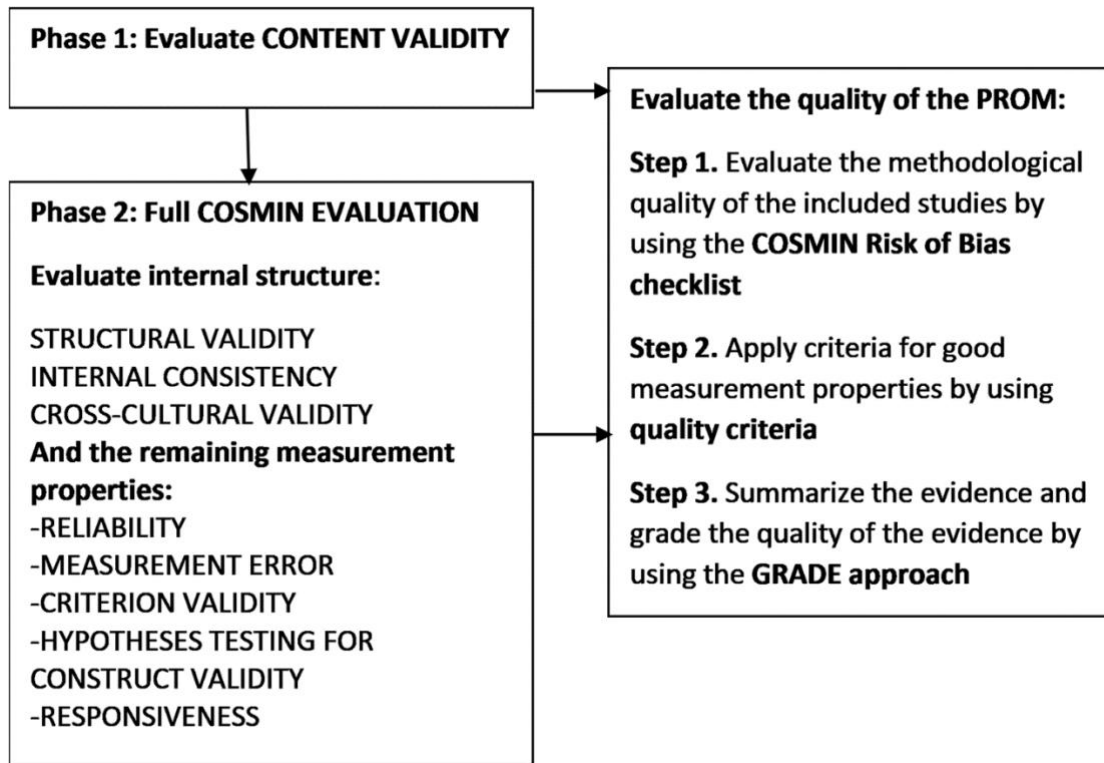 Phase 1: Evaluate CONTENT VALIDITY
Phase 2: Full COSMIN EVALUATION
Evaluate internal structure:
STRUCTURAL VALIDITY
INTERNAL CONSISTENCY
CROSS-CULTURAL VALIDITY
And the remaining measurement
properties:
-RELIABILITY
-MEASUREMENT ERROR
-CRITERION VALIDITY
-HYPOTHESES TESTING FOR
CONSTRUCT VALIDITY
-RESPONSIVENESS
Evaluate the quality of the PROM:
Step 1. Evaluate the methodological
quality of the included studies by
using the COSMIN Risk of Bias
checklist
Step 2. Apply criteria for good
measurement properties by using
quality criteria
Step 3. Summarize the evidence and
grade the quality of the evidence by
using the GRADE approach